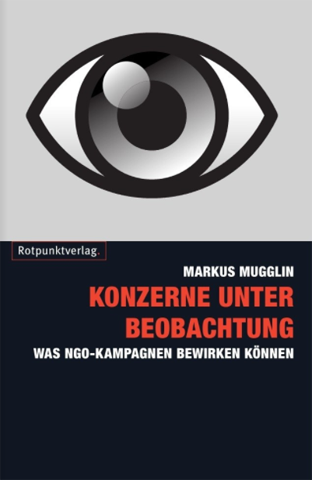 Rotpunktverlag.
MARKUS MUGGLIN
KONZERNE UNTER
BEOBACHTUNG
WAS NGO-KAMPAGNEN BEWIRKEN KÖNNEN